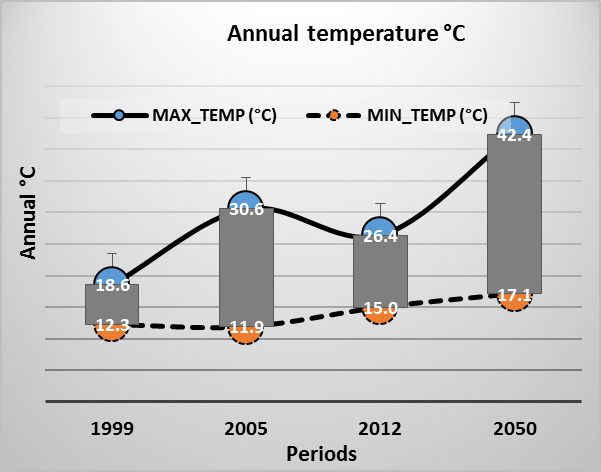 Annual temperature °C
MAX_TEMP (°C) MIN_TEMP (°C)
42.4
30.6
26.4
18.6
17.1
15.0
12.3
11.9
Annual °C
1999 2005 2012 2050
Periods